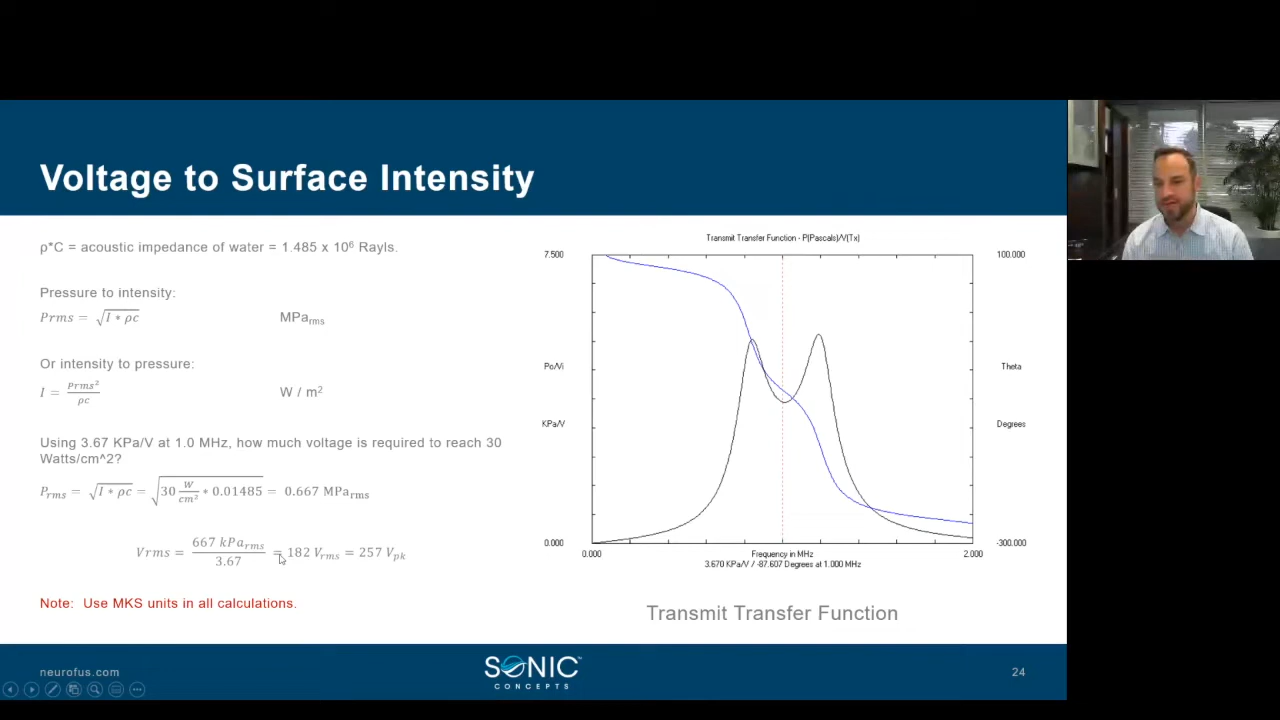 Voltage to Surface Intensity
ρ*C = acoustic impedance of water = 1.485 x 10⁶ Rayls.
Pressure to intensity:
Prms = √(I * ρc) MPa_rms
Or intensity to pressure:
I = Prms² / ρc W / m²
Using 3.67 KPa/V at 1.0 MHz, how much voltage is required to reach 30
Watts/cm^2?
P_rms = √(I * ρc) = √(30 W/cm² * 0.01485) = 0.667 MPa_rms
Vrms = 667 kPa_rms / 3.67 = 182 V_rms = 257 V_pk
Note: Use MKS units in all calculations.
Transmit Transfer Function - P(Pascals)/V(Tx)
7.500
100.000
Po/Vi
Theta
KPa/V
Degrees
0.000
-300.000
0.000
Frequency in MHz
2.000
3.670 KPa/V / -87.607 Degrees at 1.000 MHz
Transmit Transfer Function
neurofus.com
SONIC™
CONCEPTS
24